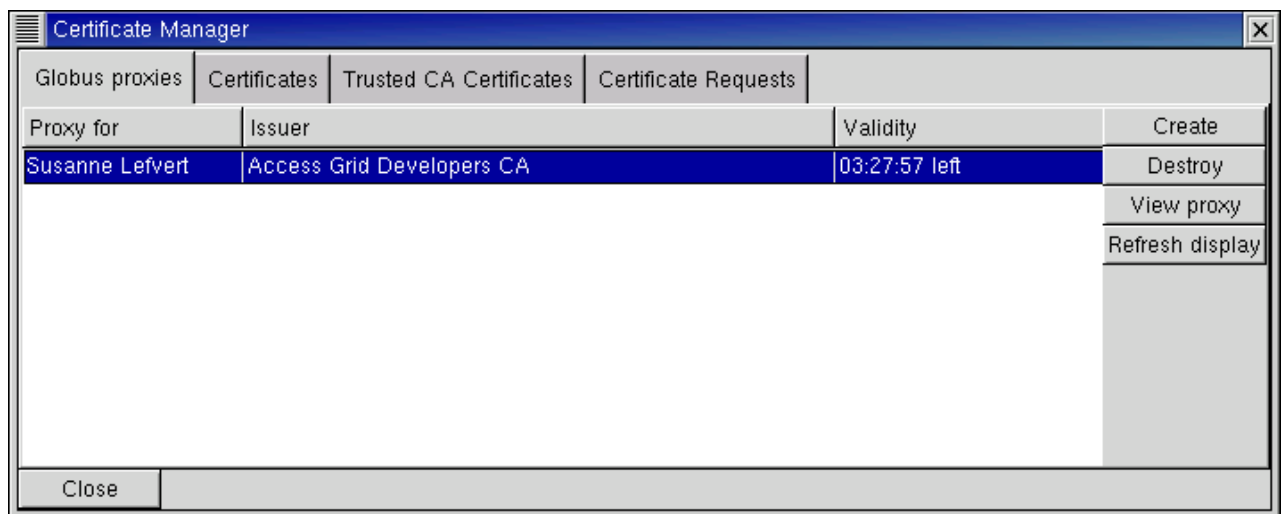 Certificate Manager
Globus proxies Certificates Trusted CA Certificates Certificate Requests
Proxy for Issuer Validity Create
Susanne Lefvert Access Grid Developers CA 03:27:57 left Destroy
View proxy
Refresh display
Close